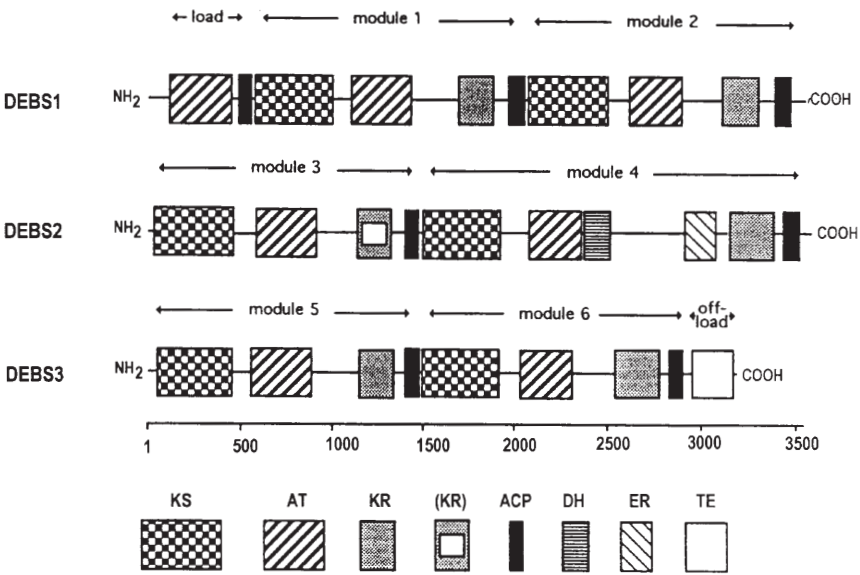 load module 1 module 2
DEBS1 NH2 COOH
module 3 module 4
DEBS2 NH2 COOH
module 5 module 6 off-
load
DEBS3 NH2 COOH
1 500 1000 1500 2000 2500 3000 3500
KS AT KR (KR) ACP DH ER TE